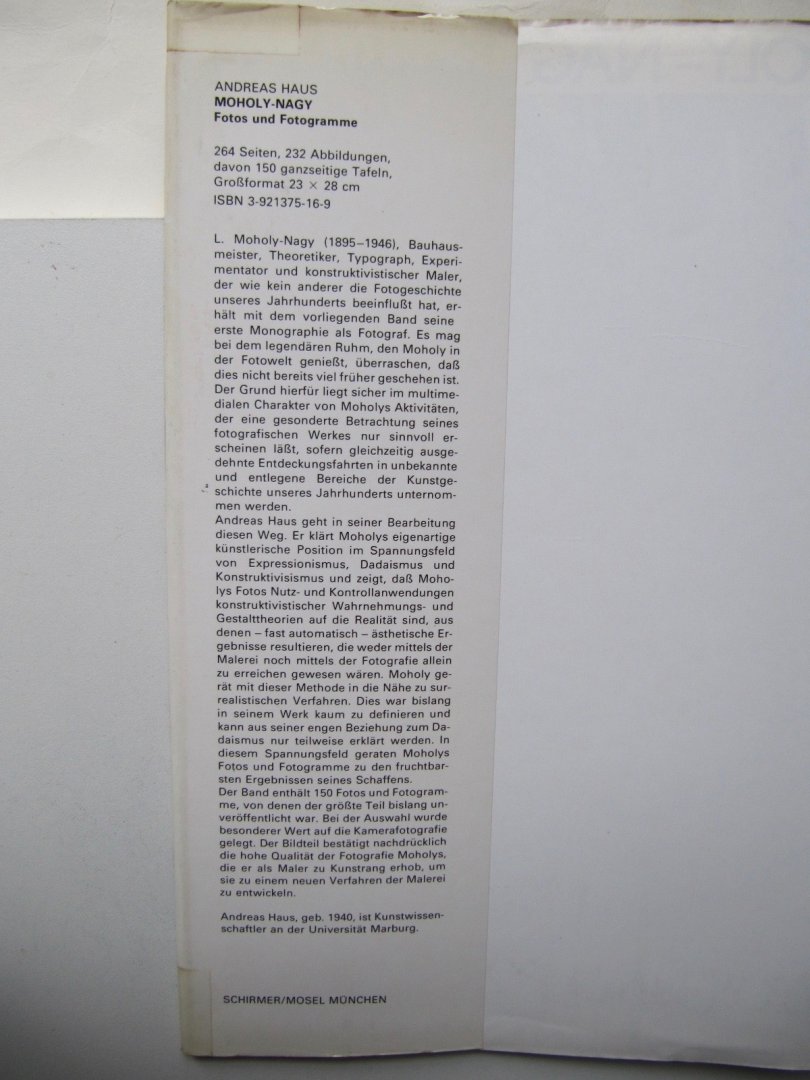 ANDREAS HAUS
MOHOLY-NAGY
Fotos und Fotogramme
264 Seiten, 232 Abbildungen,
davon 150 ganzseitige Tafeln,
Großformat 23 × 28 cm
ISBN 3-921375-16-9
L. Moholy-Nagy (1895–1946), Bauhaus-
meister, Theoretiker, Typograph, Experi-
mentator und konstruktivistischer Maler,
der wie kein anderer die Fotogeschichte
unseres Jahrhunderts beeinflußt hat, er-
hält mit dem vorliegenden Band seine
erste Monographie als Fotograf. Es mag
bei dem legendären Ruhm, den Moholy in
der Fotowelt genießt, überraschen, daß
dies nicht bereits viel früher geschehen ist.
Der Grund hierfür liegt sicher im multime-
dialen Charakter von Moholys Aktivitäten,
der eine gesonderte Betrachtung seines
fotografischen Werkes nur sinnvoll er-
scheinen läßt, sofern gleichzeitig ausge-
dehnte Entdeckungsfahrten in unbekannte
und entlegene Bereiche der Kunstge-
schichte unseres Jahrhunderts unternom-
men werden.
Andreas Haus geht in seiner Bearbeitung
diesen Weg. Er klärt Moholys eigenartige
künstlerische Position im Spannungsfeld
von Expressionismus, Dadaismus und
Konstruktivisismus und zeigt, daß Moho-
lys Fotos Nutz- und Kontrollanwendungen
konstruktivistischer Wahrnehmungs- und
Gestalttheorien auf die Realität sind, aus
denen – fast automatisch – ästhetische Er-
gebnisse resultieren, die weder mittels der
Malerei noch mittels der Fotografie allein
zu erreichen gewesen wären. Moholy ge-
rät mit dieser Methode in die Nähe zu sur-
realistischen Verfahren. Dies war bislang
in seinem Werk kaum zu definieren und
kann aus seiner engen Beziehung zum Da-
daismus nur teilweise erklärt werden. In
diesem Spannungsfeld geraten Moholys
Fotos und Fotogramme zu den fruchtbar-
sten Ergebnissen seines Schaffens.
Der Band enthält 150 Fotos und Fotogram-
me, von denen der größte Teil bislang un-
veröffentlicht war. Bei der Auswahl wurde
besonderer Wert auf die Kamerafotografie
gelegt. Der Bildteil bestätigt nachdrücklich
die hohe Qualität der Fotografie Moholys,
die er als Maler zu Kunstrang erhob, um
sie zu einem neuen Verfahren der Malerei
zu entwickeln.
Andreas Haus, geb. 1940, ist Kunstwissen-
schaftler an der Universität Marburg.
SCHIRMER/MOSEL MÜNCHEN